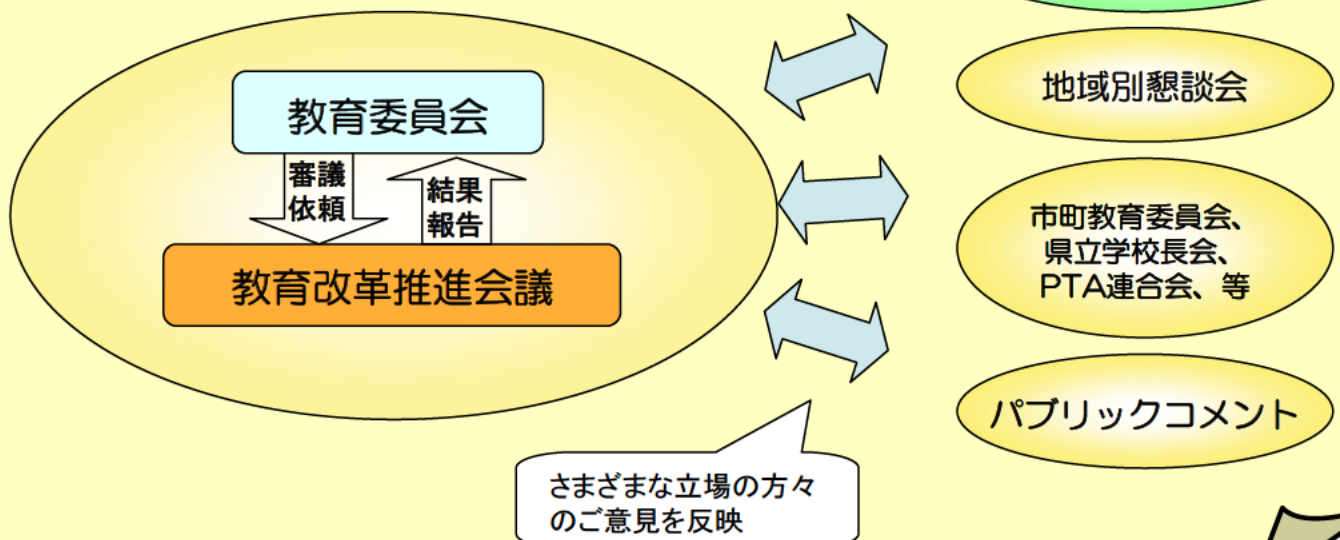 教育委員会
審議
依頼
結果
報告
教育改革推進会議
地域別懇談会
市町教育委員会、
県立学校長会、
PTA連合会、等
パブリックコメント
さまざまな立場の方々
のご意見を反映